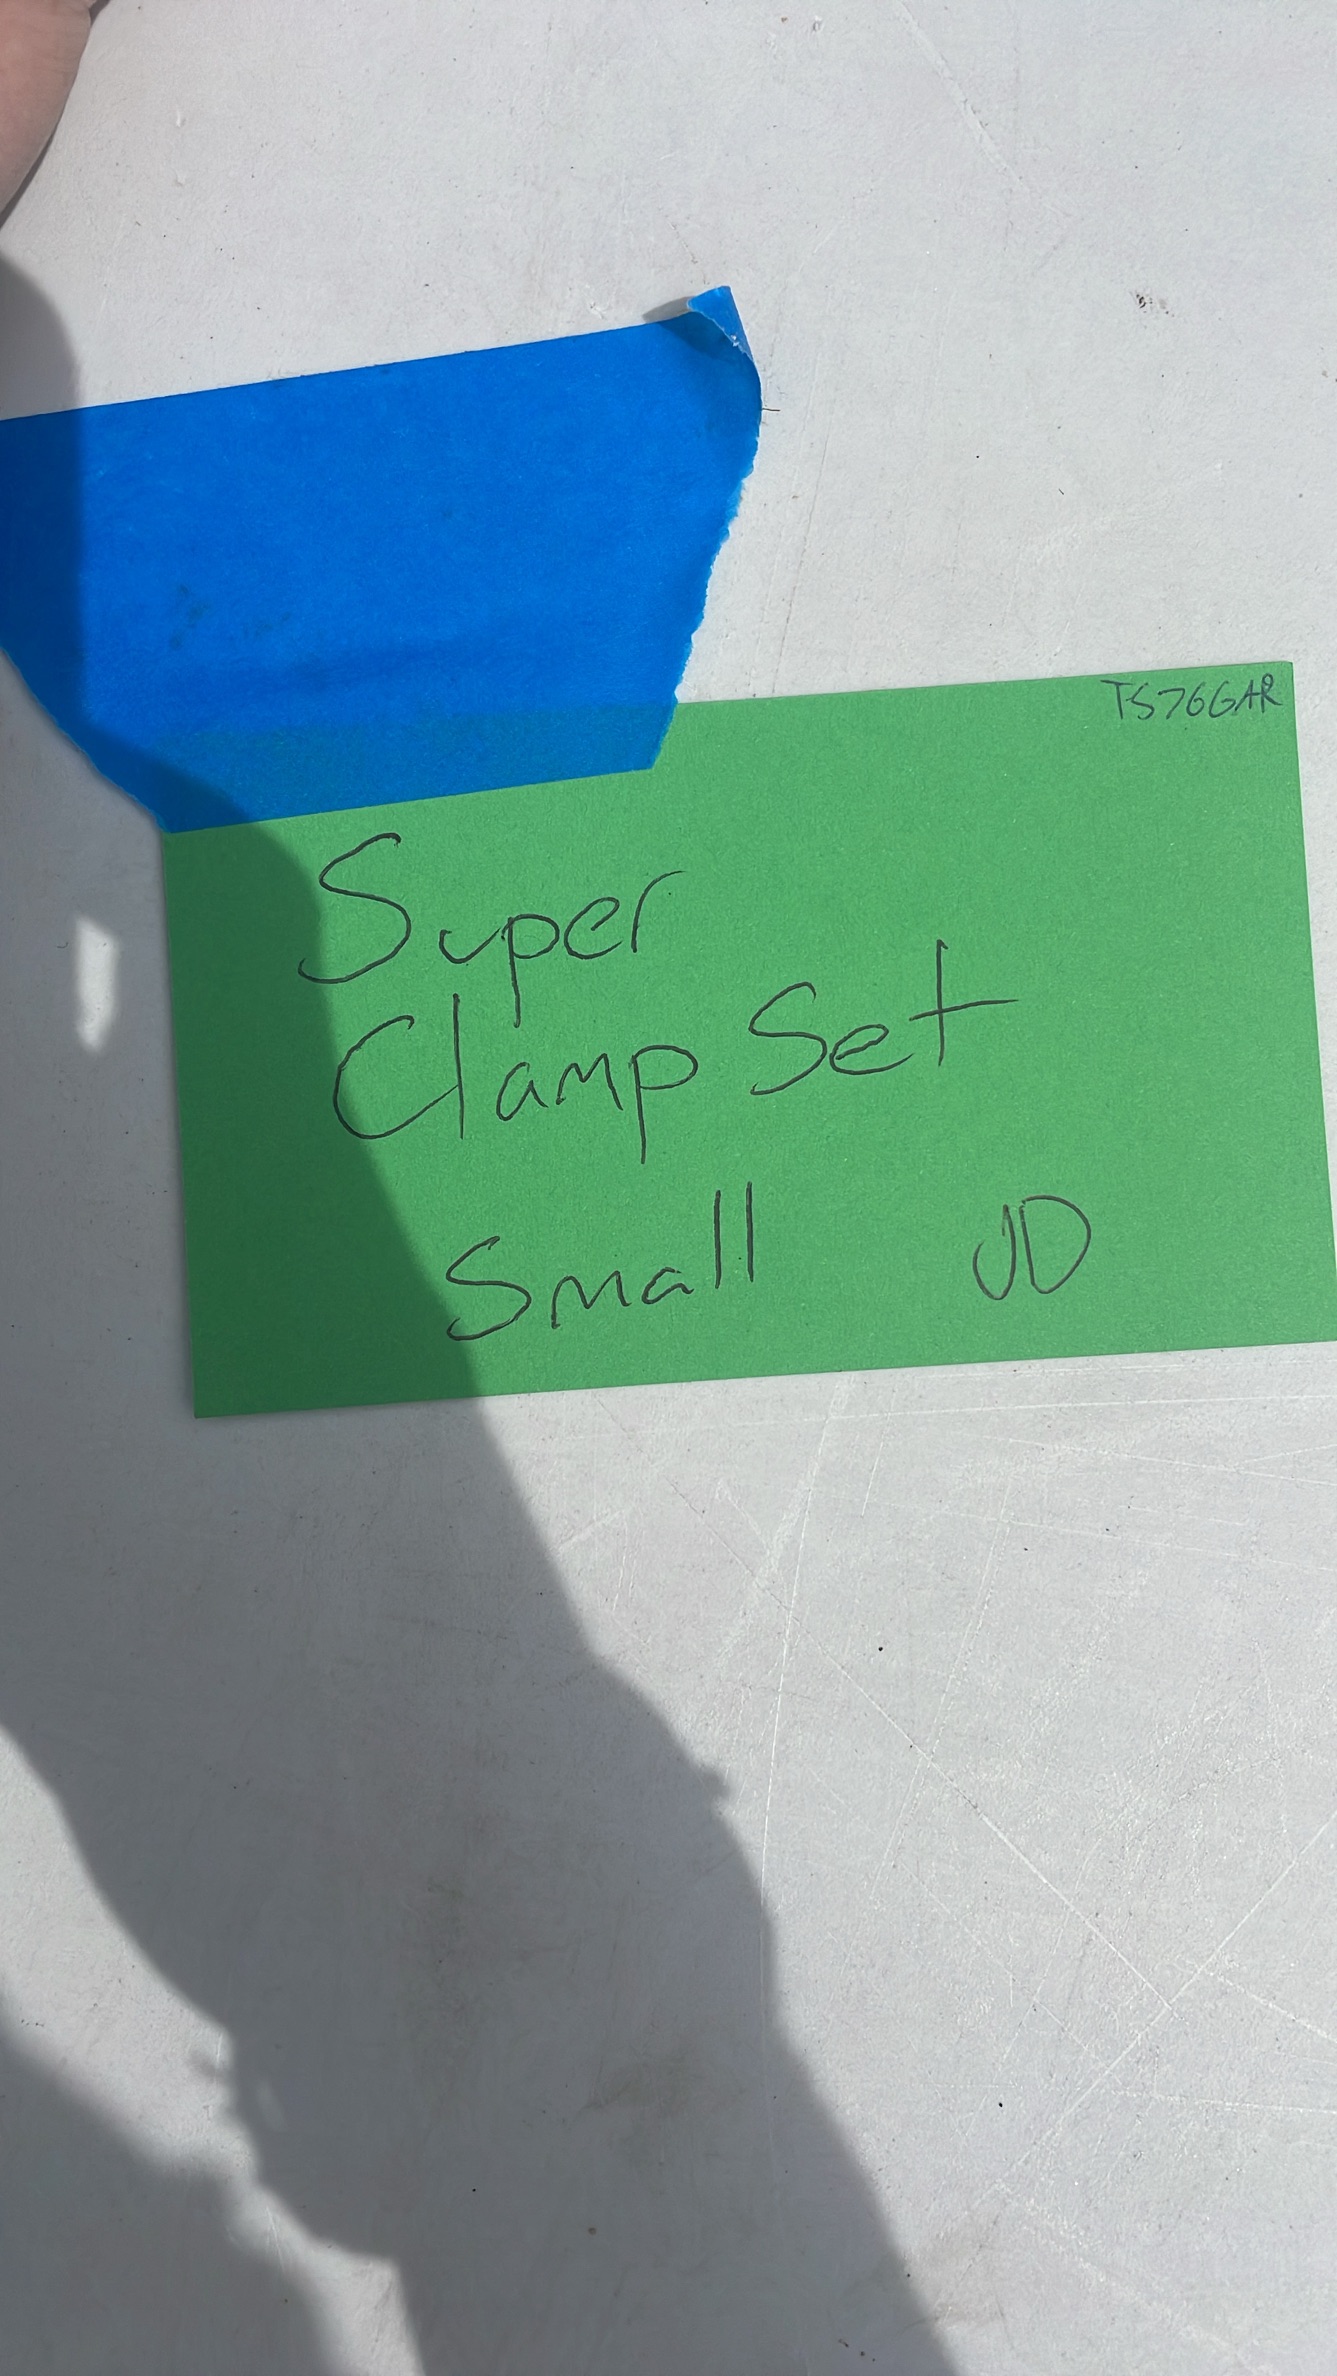 TS76GAR
Super
Clamp Set
Small JD